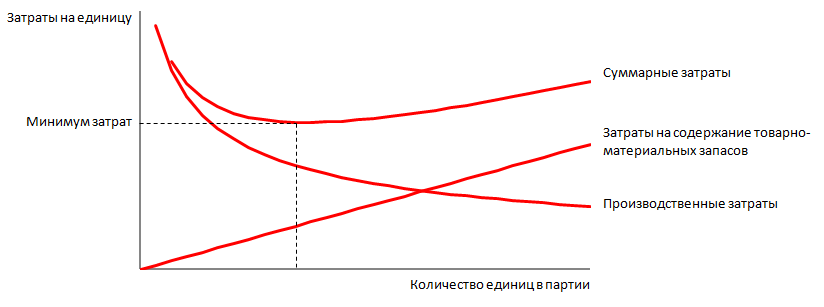 Затраты на единицу
Суммарные затраты
Минимум затрат
Затраты на содержание товарно-
материальных запасов
Производственные затраты
Количество единиц в партии